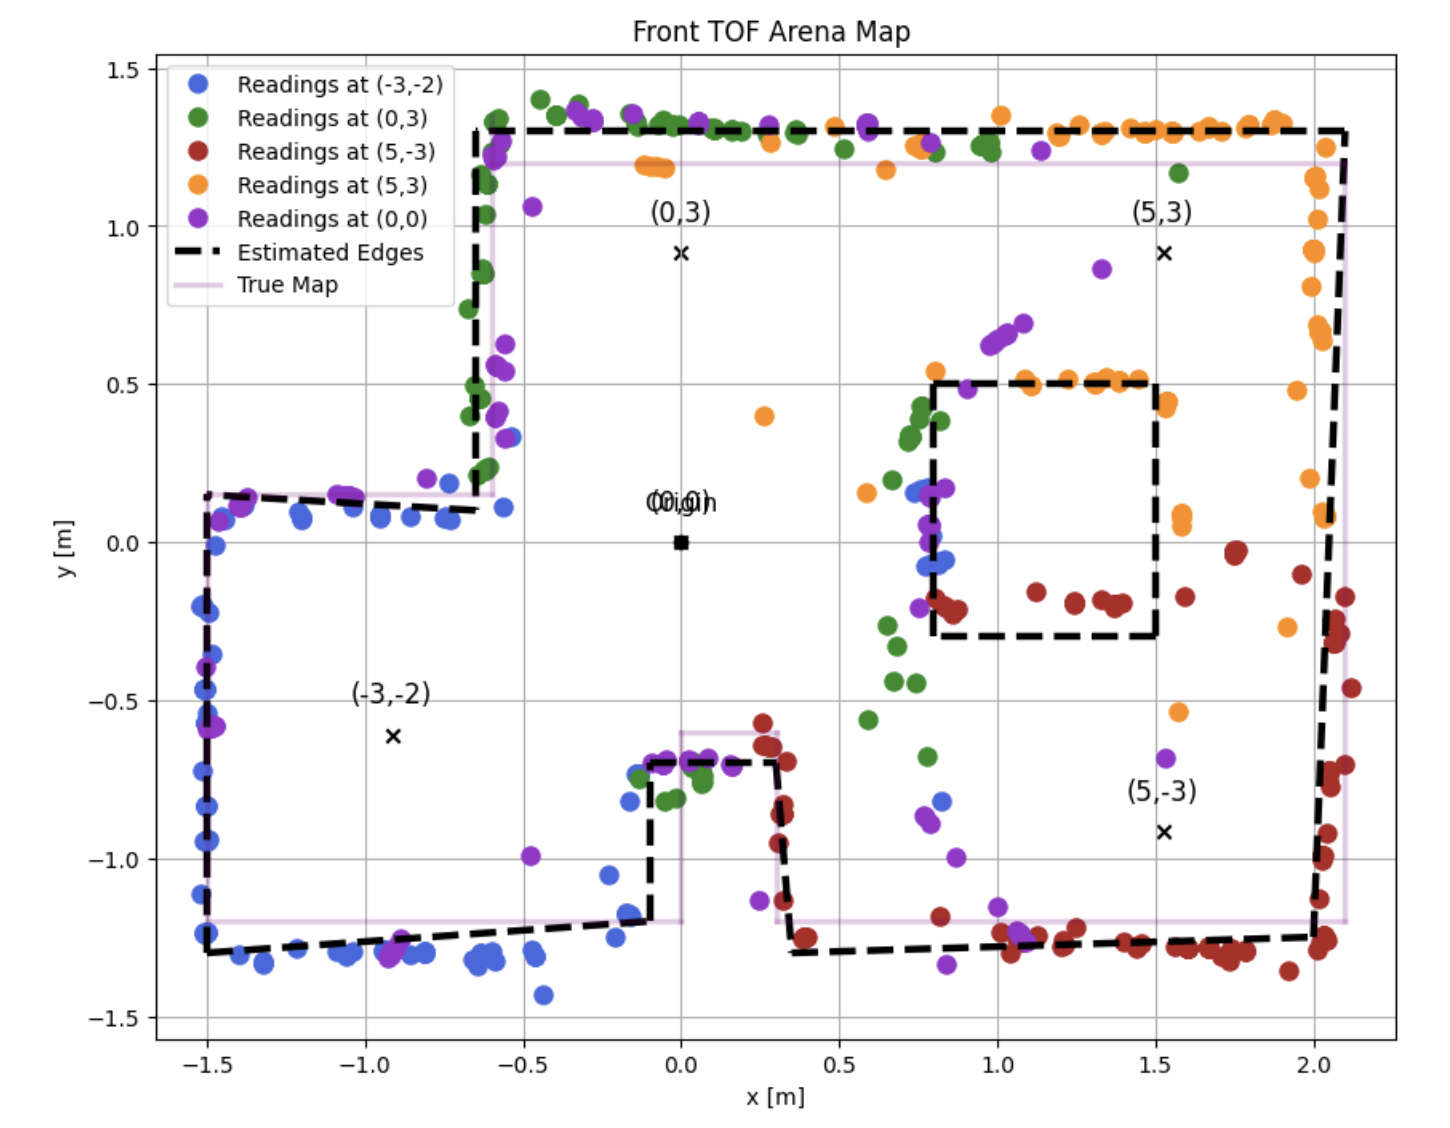 Front TOF Arena Map
Readings at (-3,-2)
Readings at (0,3)
Readings at (5,-3)
Readings at (5,3)
Readings at (0,0)
Estimated Edges
True Map
(0,3)
(5,3)
(0,0)
Origin
(-3,-2)
(5,-3)
1.5
1.0
0.5
0.0
−0.5
−1.0
−1.5
y [m]
−1.5
−1.0
−0.5
0.0
0.5
1.0
1.5
2.0
x [m]